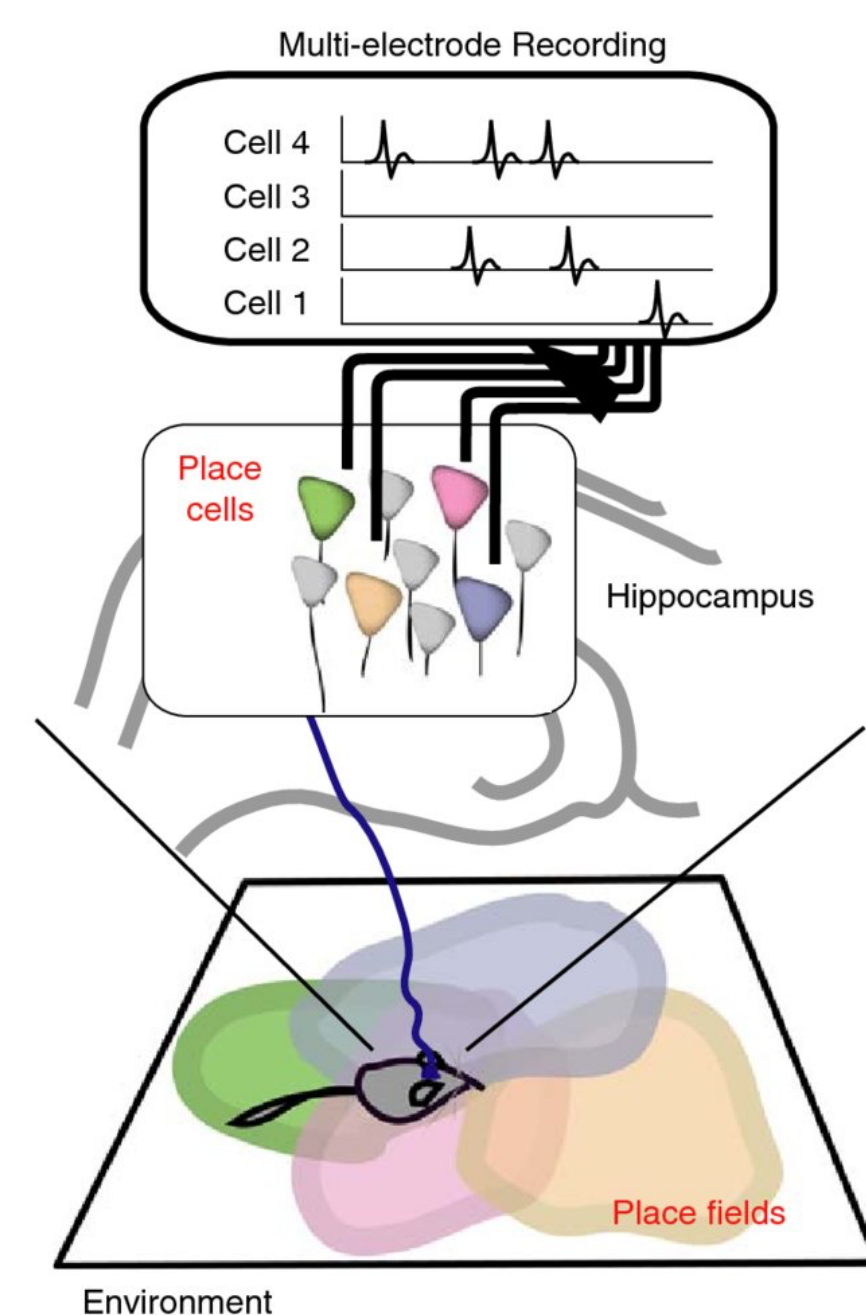 Multi-electrode Recording
Cell 4
Cell 3
Cell 2
Cell 1
Place
cells
Hippocampus
Place fields
Environment